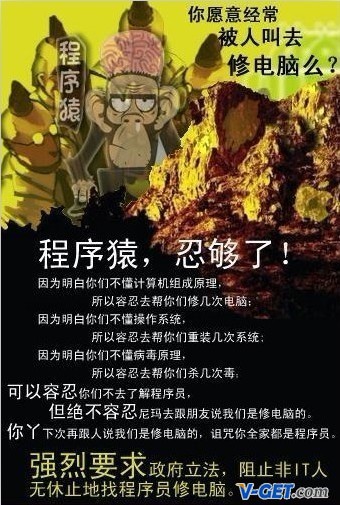 你愿意经常
被人叫去
修电脑么?
程序猿
程序猿，忍够了!
因为明白你们不懂计算机组成原理，
所以容忍去帮你们修几次电脑；
因为明白你们不懂操作系统，
所以容忍去帮你们重装几次系统；
因为明白你们不懂病毒原理，
所以容忍去帮你们杀几次毒；
可以容忍你们不去了解程序员，
但绝不容忍尼玛去跟朋友说我们是修电脑的。
你丫下次再跟人说我们是修电脑的，诅咒你全家都是程序员。
强烈要求政府立法，阻止非IT人
无休止地找程序员修电脑。
V-GET.com